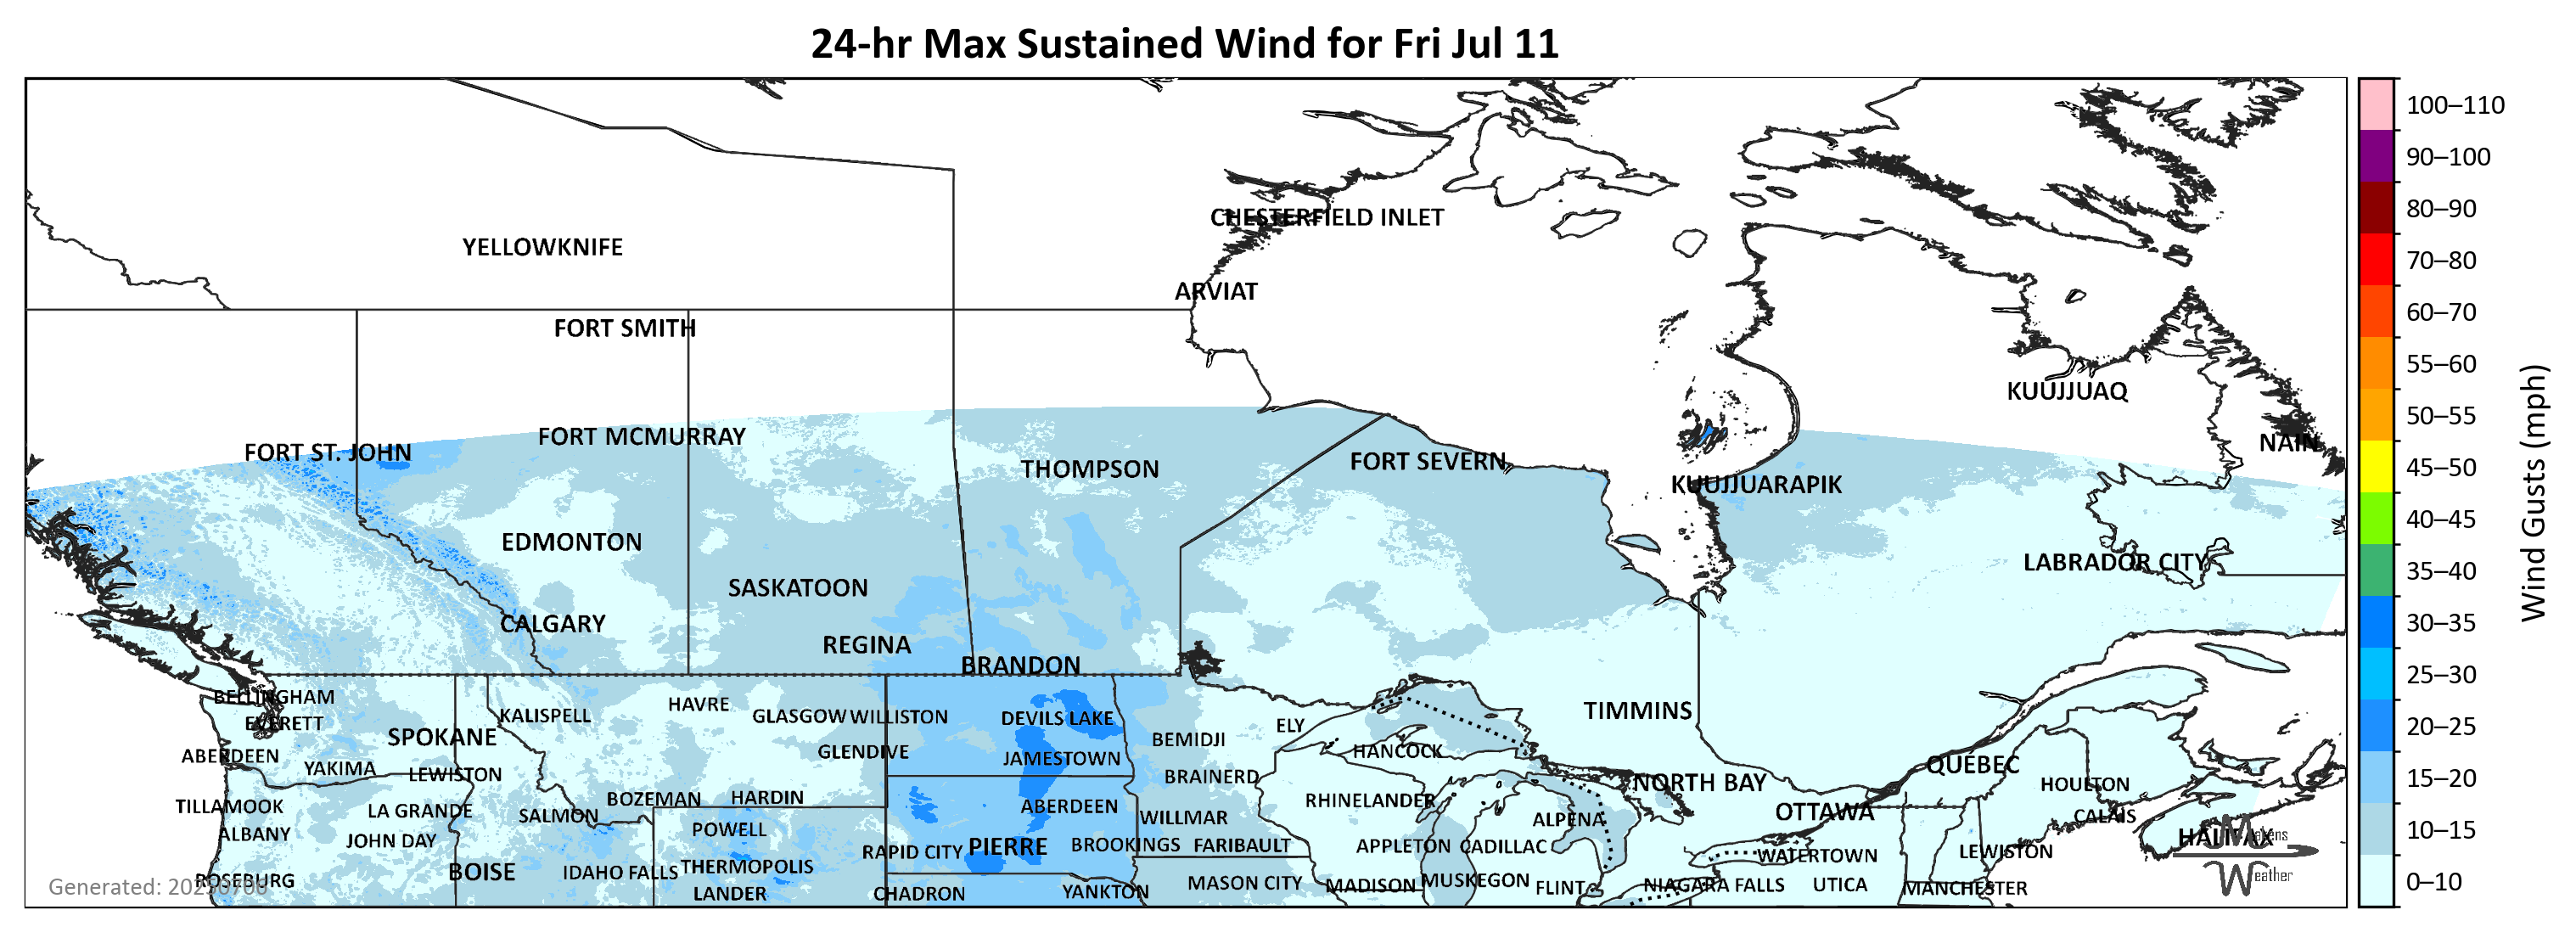 24-hr Max Sustained Wind for Fri Jul 11
CHESTERFIELD INLET
YELLOWKNIFE
ARVIAT
FORT SMITH
KUUJJUAQ
FORT MCMURRAY
NAIN
FORT ST. JOHN
FORT SEVERN
THOMPSON
KUUJJUARAPIK
EDMONTON
LABRADOR CITY
SASKATOON
CALGARY
REGINA
BRANDON
BELLINGHAM
HAVRE
TIMMINS
KALISPELL
GLASGOW WILLISTON
DEVILS LAKE
EVERETT
ELY
SPOKANE
BEMIDJI
HANCOCK
GLENDIVE
ABERDEEN
JAMESTOWN
QUÉBEC
YAKIMA
LEWISTON
BRAINERD
NORTH BAY
HOULTON
BOZEMAN
HARDIN
RHINELANDER
TILLAMOOK
ABERDEEN
LA GRANDE
OTTAWA
SALMON
WILLMAR
CALAIS
ALPENA
POWELL
ALBANY
HALIFAX
JOHN DAY
PIERRE
BROOKINGS
FARIBAULT
APPLETON
CADILLAC
RAPID CITY
LEWISTON
WATERTOWN
THERMOPOLIS
BOISE
IDAHO FALLS
ROSEBURG
MUSKEGON
MASON CITY
MADISON
NIAGARA FALLS
UTICA
FLINT
MANCHESTER
LANDER
CHADRON
YANKTON
Generated: 20250708
Makens
Weather
100–110
90–100
80–90
70–80
60–70
55–60
50–55
45–50
40–45
35–40
30–35
25–30
20–25
15–20
10–15
0–10
Wind Gusts (mph)